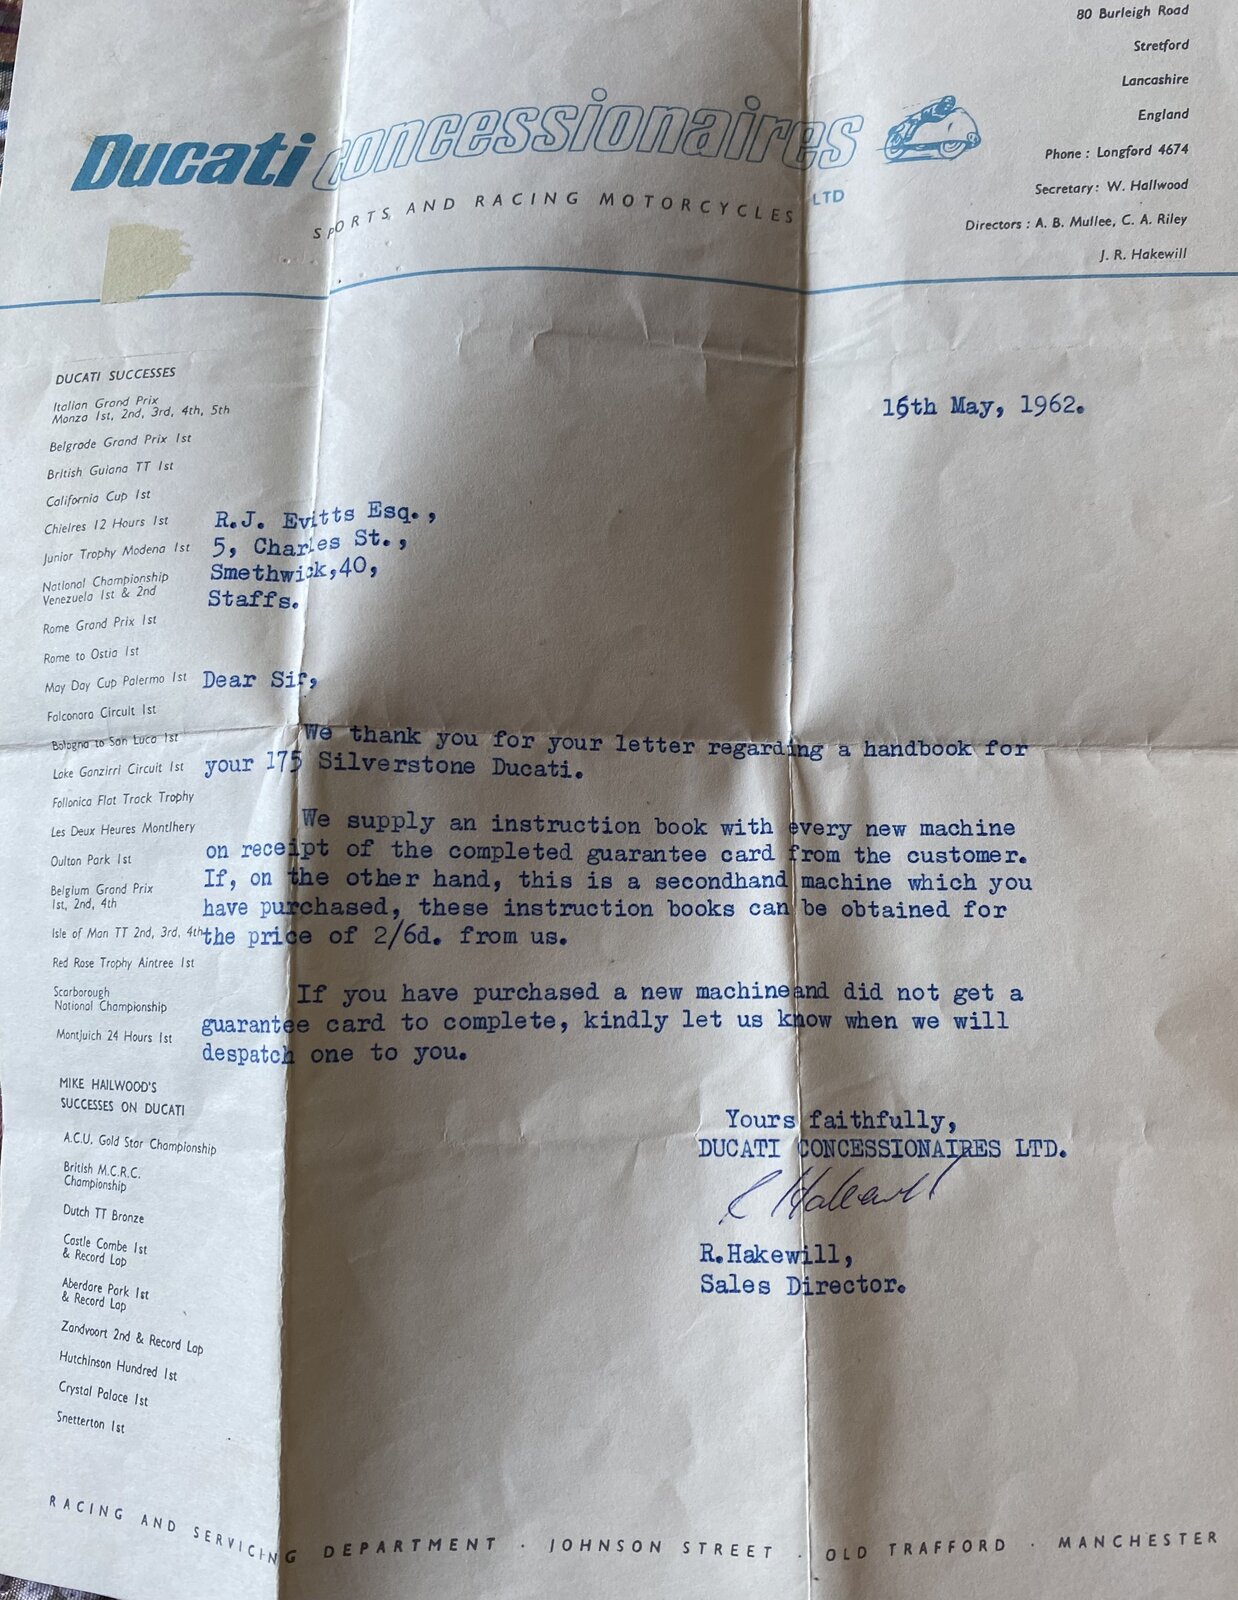 80 Burleigh Road
Stretford
Lancashire
England
Phone : Longford 4674
Secretary: W. Hallwood
Directors : A. B. Mullee, C. A. Riley
J. R. Hakewill
Ducati concessionaires LTD
SPORTS AND RACING MOTORCYCLES
16th May, 1962.
R.J. Evitts Esq.,
5, Charles St.,
Smethwick,40,
Staffs.
Dear Sir,
We thank you for your letter regarding a handbook for
your 175 Silverstone Ducati.
We supply an instruction book with every new machine
on receipt of the completed guarantee card from the customer.
If, on the other hand, this is a secondhand machine which you
have purchased, these instruction books can be obtained for
the price of 2/6d. from us.
If you have purchased a new machine and did not get a
guarantee card to complete, kindly let us know when we will
despatch one to you.
Yours faithfully,
DUCATI CONCESSIONAIRES LTD.
R Hakewill
R.Hakewill,
Sales Director.
DUCATI SUCCESSES
Italian Grand Prix
Monza 1st, 2nd, 3rd, 4th, 5th
Belgrade Grand Prix 1st
British Guiana TT 1st
California Cup 1st
Chielres 12 Hours 1st
Junior Trophy Modena 1st
National Championship
Venezuela 1st & 2nd
Rome Grand Prix 1st
Rome to Ostia 1st
May Day Cup Palermo 1st
Falconara Circuit 1st
Bologna to San Luca 1st
Lake Ganzirri Circuit 1st
Follonica Flat Track Trophy
Les Deux Heures Montlhery
Oulton Park 1st
Belgium Grand Prix
1st, 2nd, 4th
Isle of Man TT 2nd, 3rd, 4th
Red Rose Trophy Aintree 1st
Scarborough
National Championship
Montjuich 24 Hours 1st
MIKE HAILWOOD'S
SUCCESSES ON DUCATI
A.C.U. Gold Star Championship
British M.C.R.C.
Championship
Dutch TT Bronze
Castle Combe 1st
& Record Lap
Aberdare Park 1st
& Record Lap
Zandvoort 2nd & Record Lap
Hutchinson Hundred 1st
Crystal Palace 1st
Snetterton 1st
RACING AND SERVICING DEPARTMENT · JOHNSON STREET · OLD TRAFFORD · MANCHESTER